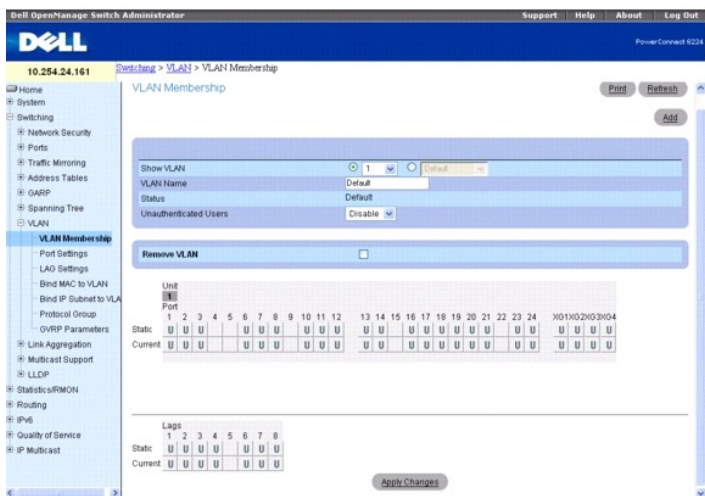 Dell OpenManage Switch Administrator
Support Help About Log Out
DELL
PowerConnect 6224
10.254.24.161
Switching > VLAN > VLAN Membership
Home
System
Switching
Network Security
Ports
Traffic Mirroring
Address Tables
GARP
Spanning Tree
VLAN
VLAN Membership
Port Settings
LAG Settings
Bind MAC to VLAN
Bind IP Subnet to VLA
Protocol Group
GVRP Parameters
Link Aggregation
Multicast Support
LLDP
Statistics/RMON
Routing
IPv6
Quality of Service
IP Multicast
VLAN Membership
Print Refresh
Add
Show VLAN 1 Default
VLAN Name Default
Status Default
Unauthenticated Users Disable
Remove VLAN
Unit
1
Port
1 2 3 4 5 6 7 8 9 10 11 12 13 14 15 16 17 18 19 20 21 22 23 24 XG1 XG2 XG3 XG4
Static U U U U U U U U U U U U U U U U U U U U U U U
Current U U U U U U U U U U U U U U U U U U U U U U U
Lags
1 2 3 4 5 6 7 8
Static U U U U U U U
Current U U U U U U U
Apply Changes